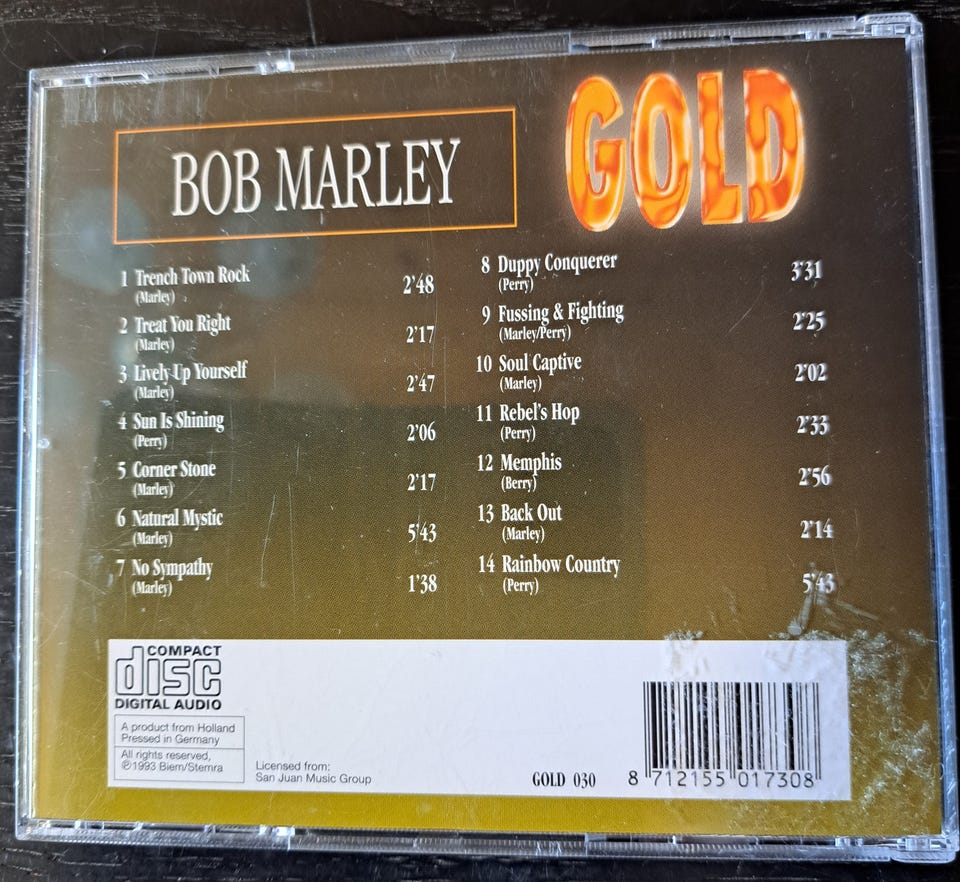 BOB MARLEY
GOLD
1 Trench Town Rock 2'48
(Marley)
2 Treat You Right 2'17
(Marley)
3 Lively Up Yourself 2'47
(Marley)
4 Sun Is Shining 2'06
(Perry)
5 Corner Stone 2'17
(Marley)
6 Natural Mystic 5'43
(Marley)
7 No Sympathy 1'38
(Marley)
8 Duppy Conquerer 3'31
(Perry)
9 Fussing & Fighting 2'25
(Marley/Perry)
10 Soul Captive 2'02
(Marley)
11 Rebel's Hop 2'33
(Perry)
12 Memphis 2'56
(Berry)
13 Back Out 2'14
(Marley)
14 Rainbow Country 5'43
(Perry)
COMPACT
disc
DIGITAL AUDIO
A product from Holland
Pressed in Germany
All rights reserved,
℗1993 Biem/Stemra
Licensed from:
San Juan Music Group
GOLD 030
8 712155 017308